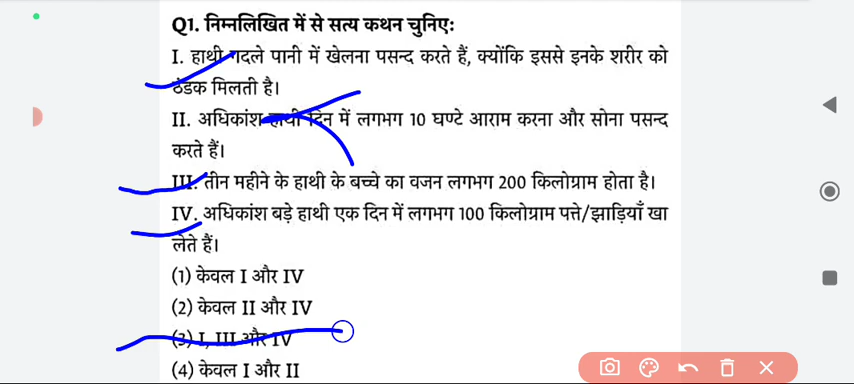 Q1. निम्नलिखित में से सत्य कथन चुनिए:
I. हाथी गदले पानी में खेलना पसन्द करते हैं, क्योंकि इससे इनके शरीर को
ठंडक मिलती है।
II. अधिकांश हाथी दिन में लगभग 10 घण्टे आराम करना और सोना पसन्द
करते हैं।
III. तीन महीने के हाथी के बच्चे का वजन लगभग 200 किलोग्राम होता है।
IV. अधिकांश बड़े हाथी एक दिन में लगभग 100 किलोग्राम पत्ते/झाड़ियाँ खा
लेते हैं।
(1) केवल I और IV
(2) केवल II और IV
(3) I, III और IV
(4) केवल I और II